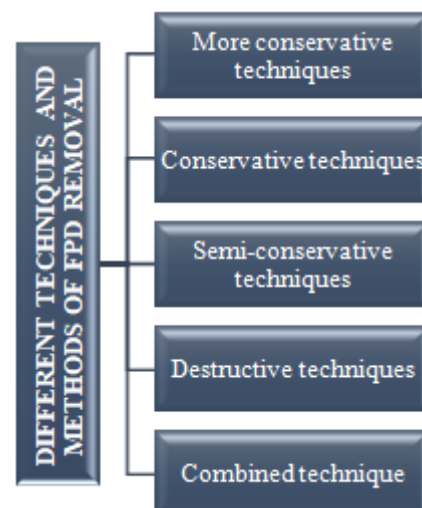 DIFFERENT TECHNIQUES AND
METHODS OF FPD REMOVAL
More conservative
techniques
Conservative techniques
Semi-conservative
techniques
Destructive techniques
Combined technique